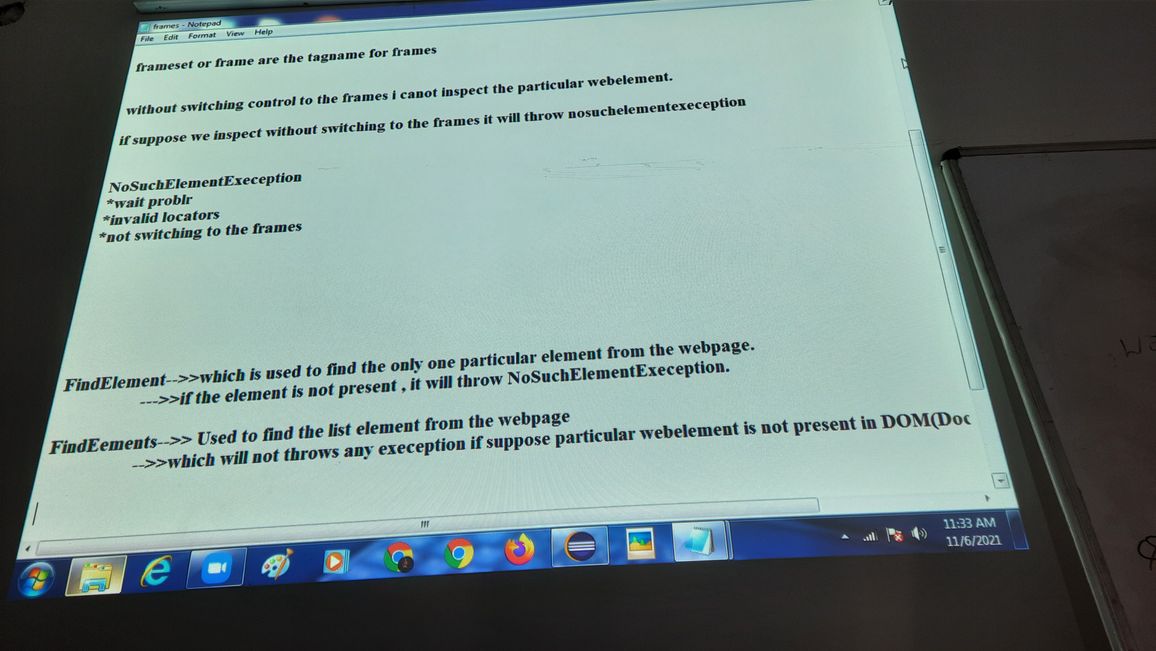 frames - Notepad
File Edit Format View Help
frameset or frame are the tagname for frames
without switching control to the frames i canot inspect the particular webelement.
if suppose we inspect without switching to the frames it will throw nosuchelementexeception
NoSuchElementExeception
*wait problr
*invalid locators
*not switching to the frames
FindElement-->>which is used to find the only one particular element from the webpage.
--->>if the element is not present , it will throw NoSuchElementExeception.
FindEements-->> Used to find the list element from the webpage
-->>which will not throws any exeception if suppose particular webelement is not present in DOM(Doc
11:33 AM
11/6/2021